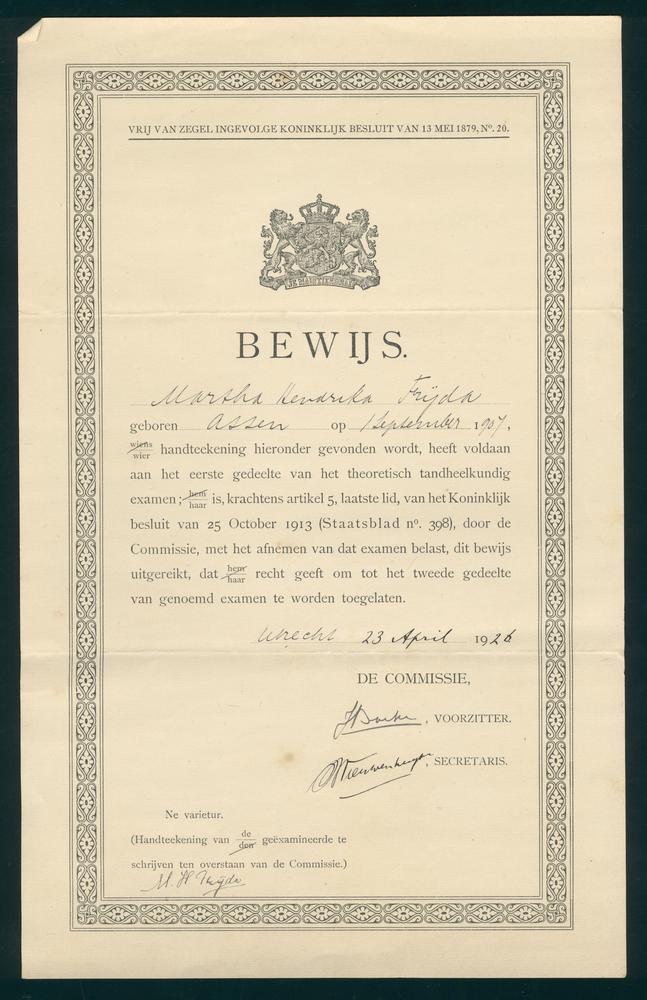 VRIJ VAN ZEGEL INGEVOLGE KONINKLIJK BESLUIT VAN 13 MEI 1879, Nº. 20.
JE MAINTIENDRAI
BEWIJS.
Martha Hendrika Frijda
geboren Assen op 1 September 1907,
wiens
wier handteekening hieronder gevonden wordt, heeft voldaan
aan het eerste gedeelte van het theoretisch tandheelkundig
examen; hem
haar is, krachtens artikel 5, laatste lid, van het Koninklijk
besluit van 25 October 1913 (Staatsblad nº. 398), door de
Commissie, met het afnemen van dat examen belast, dit bewijs
uitgereikt, dat hem
haar recht geeft om tot het tweede gedeelte
van genoemd examen te worden toegelaten.
Utrecht 23 April 1926
DE COMMISSIE,
, VOORZITTER.
, SECRETARIS.
Ne varietur.
(Handteekening van de
den geëxamineerde te
schrijven ten overstaan van de Commissie.)
M. H. Frijda